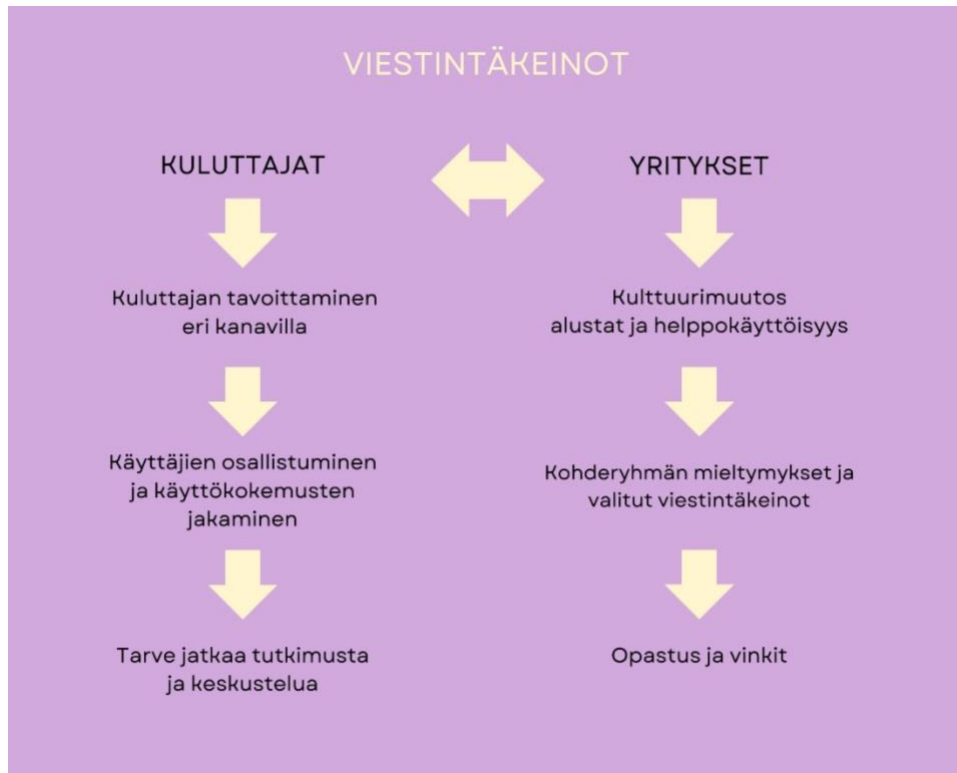 VIESTINTÄKEINOT
KULUTTAJAT
Kuluttajan tavoittaminen
eri kanavilla
Käyttäjien osallistuminen
ja käyttökokemusten
jakaminen
Tarve jatkaa tutkimusta
ja keskustelua
YRITYKSET
Kulttuurimuutos
alustat ja helppokäyttöisyys
Kohderyhmän mieltymykset ja
valitut viestintäkeinot
Opastus ja vinkit